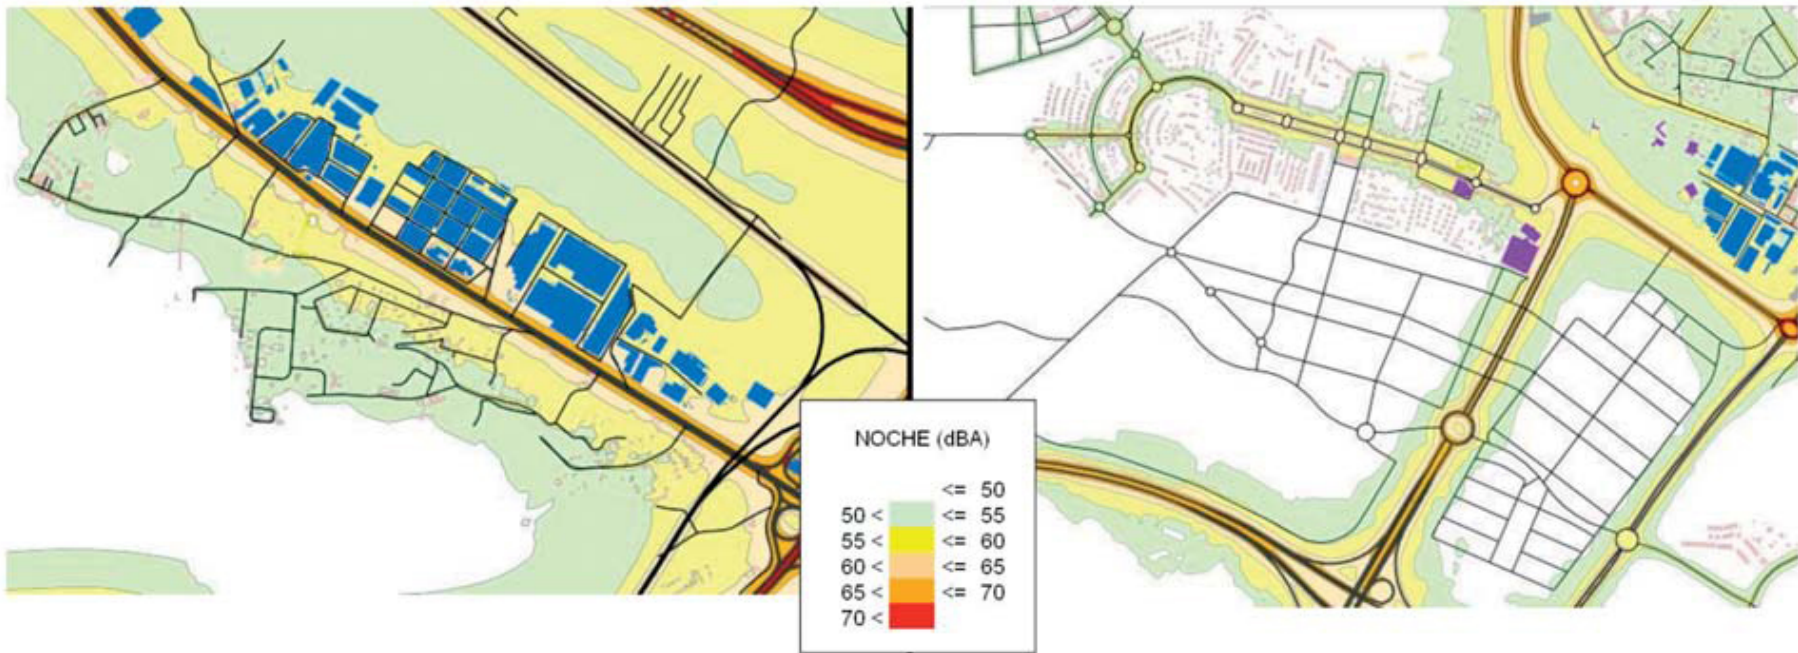 NOCHE (dBA)
<= 50
50 < <= 55
55 < <= 60
60 < <= 65
65 < <= 70
70 <